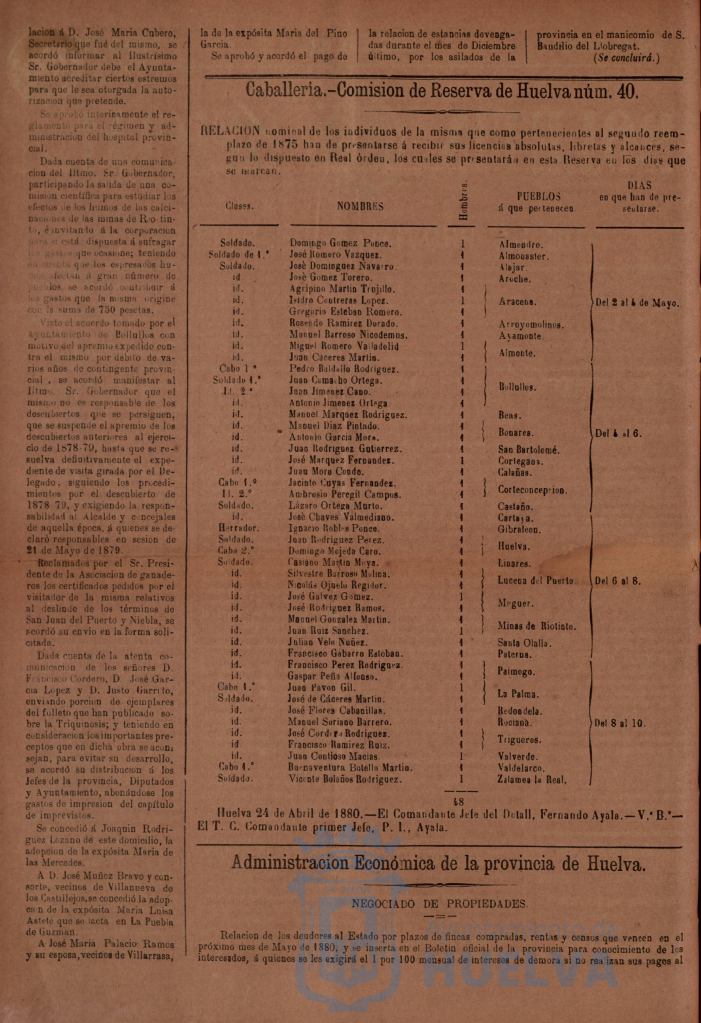 lacion á D. José Maria Cubero,
Secretario que fué del mismo, se
acordó informar al Ilustrísimo
Sr. Gobernador debe el Ayunta-
miento acreditar ciertos estremos
para que le sea otorgada la auto-
rizacion que pretende.
Se aprobó interinamente el re-
glamento para el régimen y ad-
ministracion del hospital provin-
cial.
Dada cuenta de una comunica-
cion del Iltmo. Sr. Gobernador,
participando la salida de una co-
mision científica para estudiar los
efectos de los humos de las calci-
naciones de las minas de Rio-tin-
to, é invitando á la corporacion
para si está dispuesta á sufragar
los gastos que ocasione; teniendo
en cuenta que los espresados hu-
mos afectan á gran número de
pueblos, se acordó contribuir á
los gastos que la misma origine
con la suma de 750 pesetas.
Visto el acuerdo tomado por el
Ayuntamiento de Bollullos con
motivo del apremio expedido con-
tra el mismo por débito de va-
rios años de contingente provin-
cial, se acordó manifestar al
Iltmo. Sr. Gobernador que el
mismo no es responsable de los
descubiertos que se persiguen,
que se suspende el apremio de los
descubiertos anteriores al ejerci-
cio de 1878-79, hasta que se re-
suelva definitivamente el expe-
diente de visita girada por el De-
legado, siguiendo los procedi-
mientos por el descubierto de
1878-79, y exigiendo la respon-
sabilidad al Alcalde y concejales
de aquella época, á quienes se de-
claró responsables en sesion de
21 de Mayo de 1879.
Reclamados por el Sr. Presi-
dente de la Asociacion de ganade-
ros los certificados pedidos por el
visitador de la misma relativos
al deslinde de los términos de
San Juan del Puerto y Niebla, se
acordó su envio en la forma soli-
citada.
Dada cuenta de la atenta co-
municacion de los señores D.
Francisco Cordero, D. José Gar-
cia Lopez y D. Justo Garrito,
enviando porcion de ejemplares
del folleto que han publicado so-
bre la Triquinosis; y teniendo en
consideracion los importantes pre-
ceptos que en dicha obra se acon-
sejan, para evitar su desarrollo,
se acordó su distribucion á los
Jefes de la provincia, Diputados
y Ayuntamiento, abonándose los
gastos de impresion del capítulo
de imprevistos.
Se concedió á Joaquin Rodri-
guez Lozano de este domicilio, la
adopcion de la expósita Maria de
las Mercedes.
A D. José Muñoz Bravo y con-
sorte, vecinos de Villanueva de
los Castillejos, se concedió la adop-
cion de la expósita Maria Luisa
Astete que se lacta en La Puebla
de Guzman.
A José Maria Palacio Ramos
y su esposa, vecinos de Villarrasa,
la de la expósita Maria del Pino
Garcia.
Se aprobó y acordó el pago de
la relacion de estancias devenga-
das durante el mes de Diciembre
último, por los asilados de la
provincia en el manicomio de S.
Baudilio del Llobregat.
(Se concluirá.)
Caballería.-Comision de Reserva de Huelva núm. 40.
RELACION nominal de los individuos de la misma que como pertenecientes al segundo reem-
plazo de 1875 han de presentarse á recibir sus licencias absolutas, libretas y alcances, se-
gun lo dispuesto en Real órden, los cuales se presentarán en esta Reserva en los dias que
se marcan.
Clases. NOMBRES Hombres. PUEBLOS á que pertenecen DIAS en que han de pre-sentarse.
Soldado. Domingo Gomez Ponce. 1 Almendro.
Soldado de 1.ª José Romero Vazquez. 1 Almonaster.
Soldado. José Dominguez Navarro. 1 Alajar
id. José Gomez Torero. 1 Aroche.
id. Agripino Martin Trujillo. 1
id. Isidro Contreras Lopez. 1 Aracena. Del 2 al 4 de Mayo.
id. Gregorio Esteban Romero. 1
id. Rosendo Ramirez Dorado. 1 Arroyomolinos.
id. Manuel Barroso Nicodemus. 1 Ayamonte.
id. Miguel Romero Valladolid 1
id. Juan Cáceres Martin. 1 Almonte.
Cabo 1.º Pedro Baldallo Rodriguez. 1
Soldado 1.ª Juan Camacho Ortega. 1
Id. 2.ª Juan Jimenez Cano. 1 Bollullos.
id. Antonio Jimenez Ortega 1
id. Manuel Marquez Rodriguez. 1 Beas.
id. Manuel Diaz Pintado. 1
id. Antonio Garcia Mora. 1 Bonares. Del 4 al 6.
id. Juan Rodriguez Gutierrez. 1 San Bartolomé.
id. José Marquez Fernandez. 1 Cortegana.
id. Juan Mora Conde. 1 Calañas.
Cabo 1.º Jacinto Cuyas Fernandez. 1
Id. 2.º Ambrosio Peregil Campos. 1 Corteconcepcion.
Soldado. Lázaro Ortega Murto. 1 Castaño.
id. José Chaves Valmediano. 1 Cartaya.
Herrador. Ignacio Robles Ponce. 1 Gibraleon.
Soldado. Juan Rodriguez Perez. 1
Cabo 2.º Domingo Mojeda Caro. 1 Huelva.
Soldado. Casiano Martin Moya. 1 Linares.
id. Silvestre Barroso Molina. 1
id. Nicolás Ojuelo Regidor. 1 Lucena del Puerto Del 6 al 8.
id. José Galvez Gomez. 1
id. José Rodriguez Ramos. 1 Moguer.
id. Manuel Gonzalez Martin. 1
id. Juan Ruiz Sanchez. 1 Minas de Riotinto.
id. Julian Vele Nuñez. 1 Santa Olalla.
id. Francisco Gabarro Esteban. 1 Paterna.
id. Francisco Perez Rodriguez. 1
id. Gaspar Peña Alfonso. 1 Palmogo.
Cabo 1.º Juan Pavon Gil. 1
Soldado. José de Cáceres Martin. 1 La Palma.
id. José Flores Cabanillas. 1 Redondela.
id. Manuel Soriano Barrero. 1 Rociana. Del 8 al 10.
id. José Cordero Rodriguez. 1
id. Francisco Ramirez Ruiz. 1 Trigueros.
id. Juan Contioso Macias. 1 Valverde.
Cabo 1.º Buenaventura Botello Martin. 1 Valdelarco.
Soldado. Vicente Bolaños Rodriguez. 1 Zalamea la Real.
48
Huelva 24 de Abril de 1880.—El Comandante Jefe del Detall, Fernando Ayala.—V.º B.º—
El T. C. Comandante primer Jefe, P. I., Ayala.
Administracion Económica de la provincia de Huelva.
NEGOCIADO DE PROPIEDADES.
Relacion de los deudores al Estado por plazos de fincas compradas, rentas y censos que vencen en el
próximo mes de Mayo de 1880, y se inserta en el Boletin oficial de la provincia para conocimiento de los
interesados, á quienes se les exigirá el 1 por 100 mensual de intereses de demora si no realizan sus pagos al
HUELVA